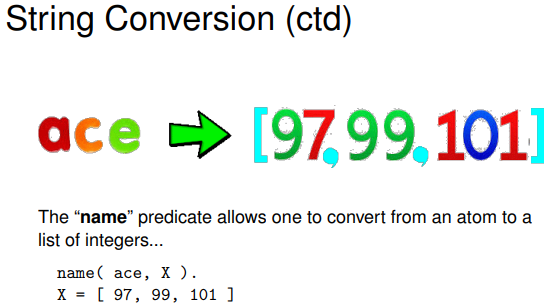 String Conversion (ctd)
ace [97,99,101]
The “name” predicate allows one to convert from an atom to a
list of integers...
name( ace, X ).
X = [ 97, 99, 101 ]